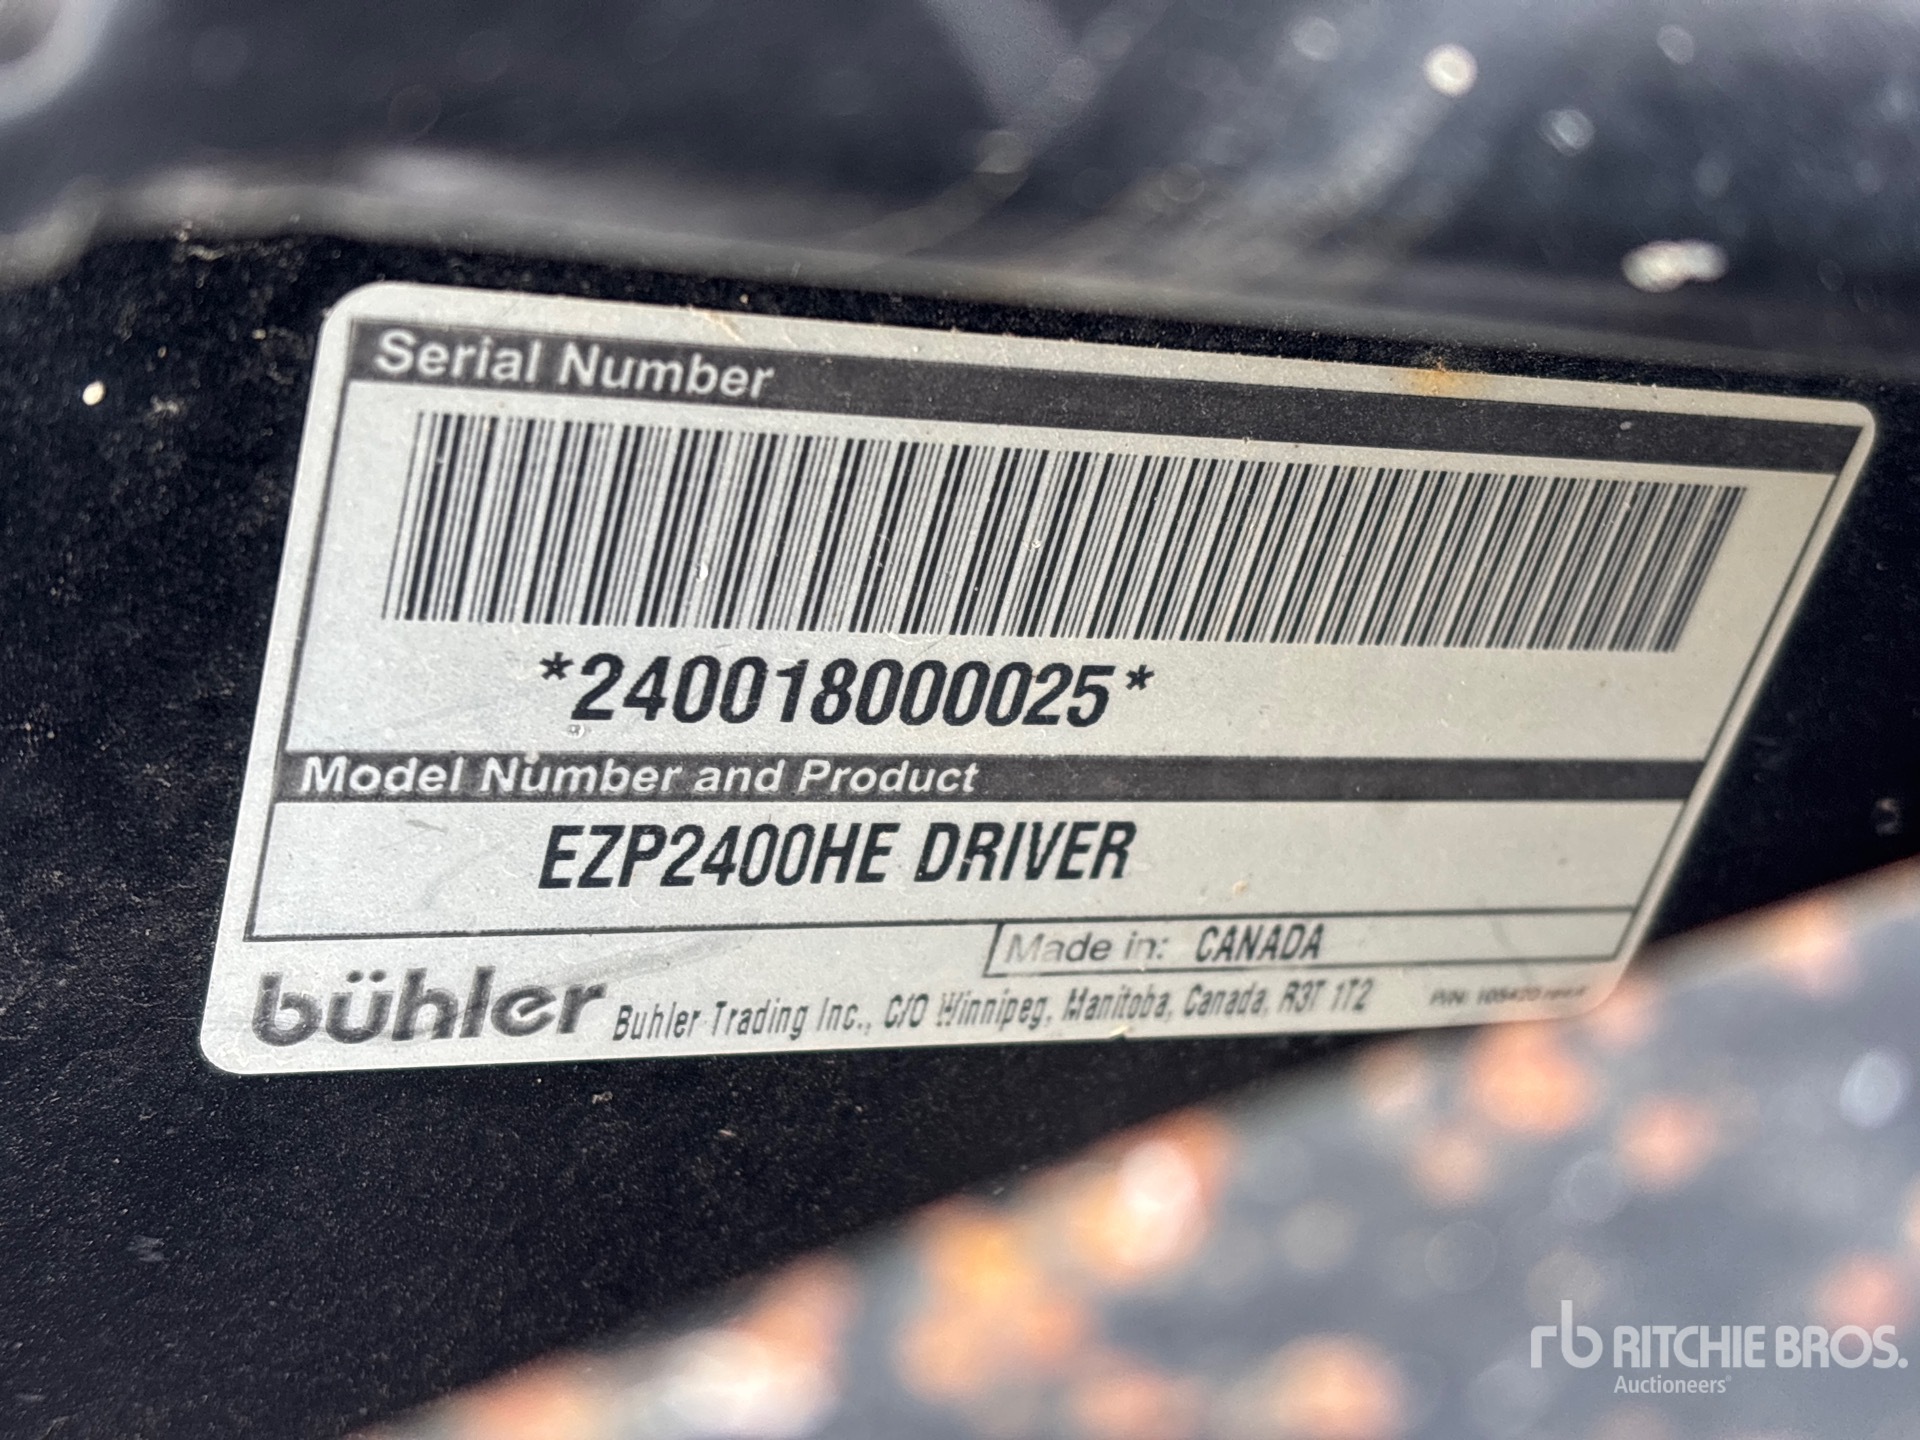 Serial Number
*240018000025*
Model Number and Product
EZP2400HE DRIVER
Made in: CANADA
bühler Buhler Trading Inc., C/O Winnipeg, Manitoba, Canada, R3T 1T2
rb RITCHIE BROS.
Auctioneers